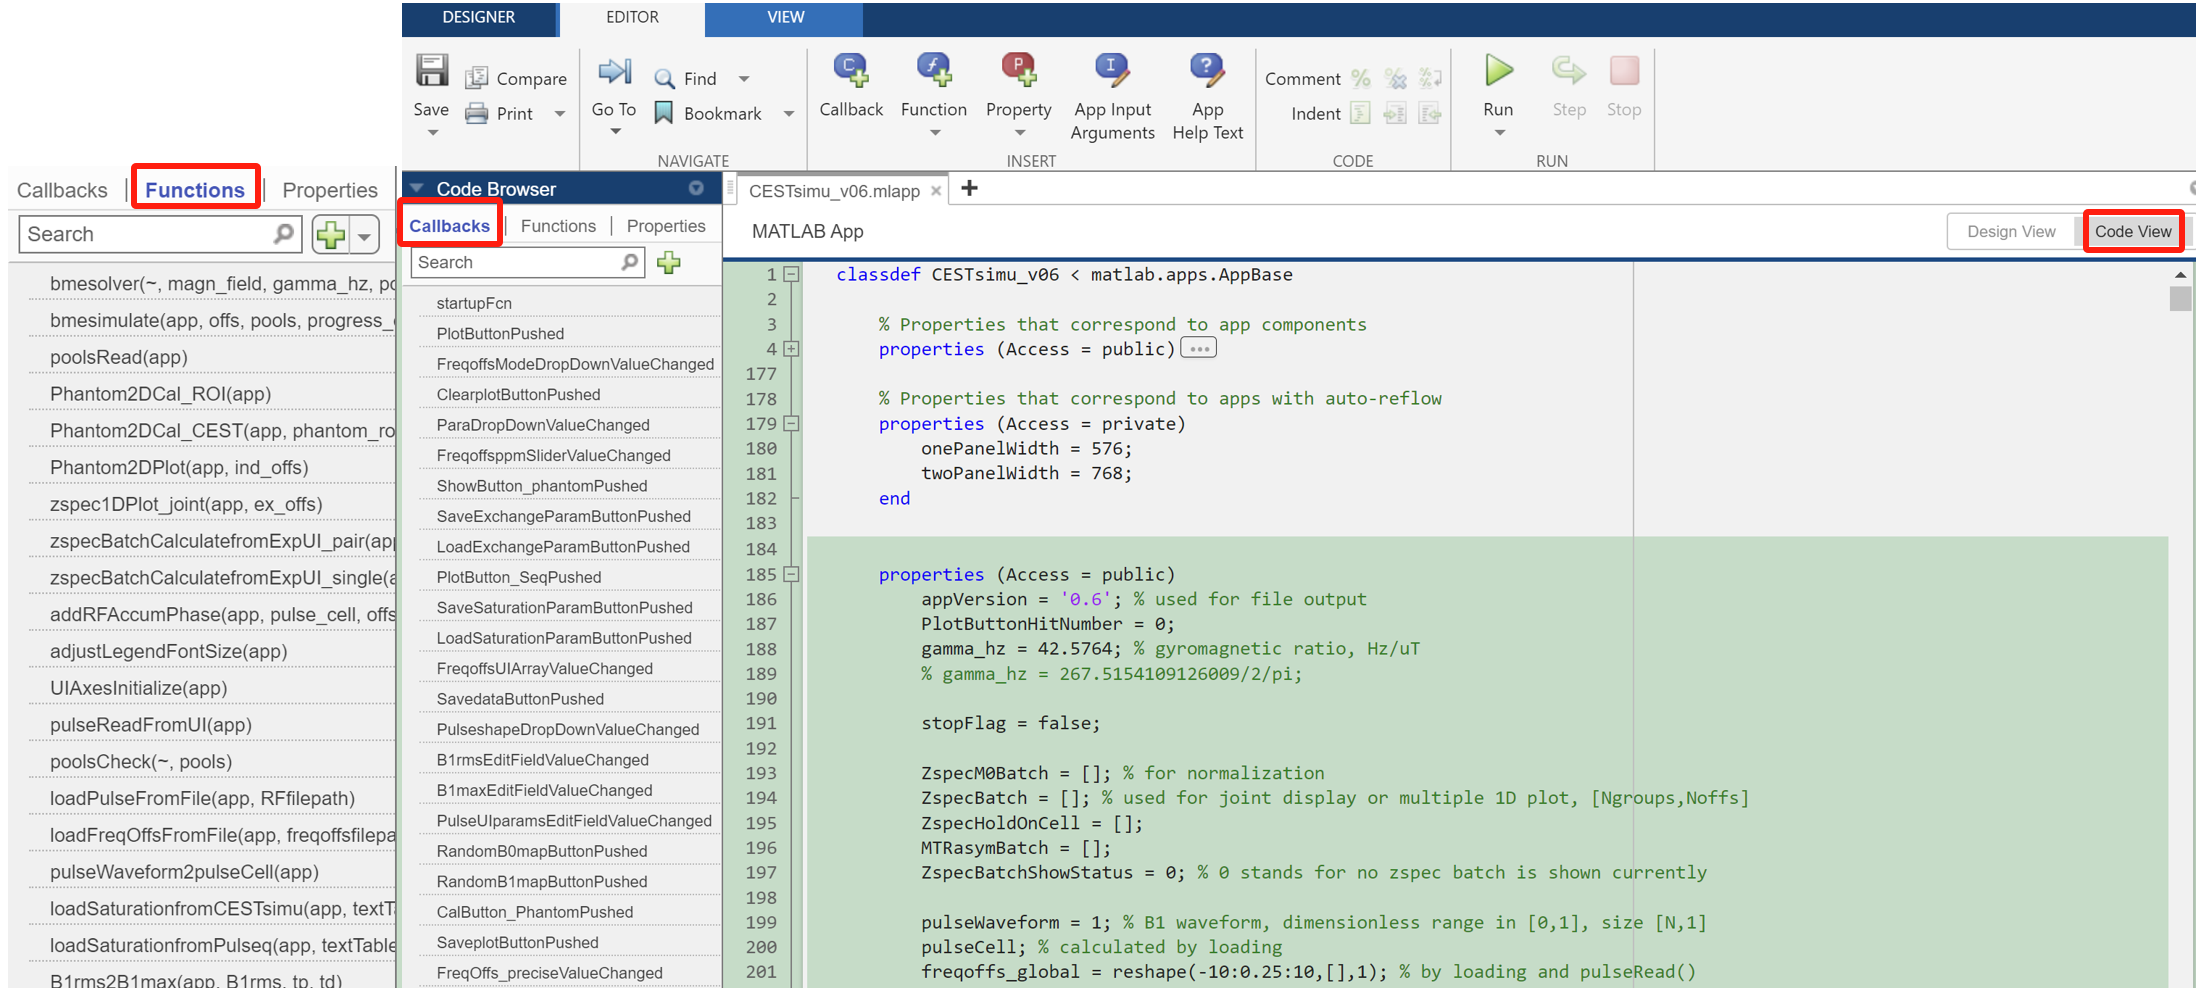 DESIGNER
EDITOR
VIEW
Save
Compare
Print
Go To
Find
Bookmark
NAVIGATE
Callback
Function
Property
App Input
Arguments
App
Help Text
INSERT
Comment
Indent
CODE
Run
Step
Stop
RUN
Callbacks
Functions
Properties
Search
bmesolver(~, magn_field, gamma_hz, po
bmesimulate(app, offs, pools, progress_
poolsRead(app)
Phantom2DCal_ROI(app)
Phantom2DCal_CEST(app, phantom_ro
Phantom2DPlot(app, ind_offs)
zspec1DPlot_joint(app, ex_offs)
zspecBatchCalculatefromExpUI_pair(app
zspecBatchCalculatefromExpUI_single(a
addRFAccumPhase(app, pulse_cell, offs
adjustLegendFontSize(app)
UIAxesInitialize(app)
pulseReadFromUI(app)
poolsCheck(~, pools)
loadPulseFromFile(app, RFfilepath)
loadFreqOffsFromFile(app, freqoffsfilepa
pulseWaveform2pulseCell(app)
loadSaturationfromCESTsimu(app, textTa
loadSaturationfromPulseq(app, textTable
B1rms2B1max(app, B1rms, tp, td)
Code Browser
Callbacks
Functions
Properties
Search
startupFcn
PlotButtonPushed
FreqoffsModeDropDownValueChanged
ClearplotButtonPushed
ParaDropDownValueChanged
FreqoffsppmSliderValueChanged
ShowButton_phantomPushed
SaveExchangeParamButtonPushed
LoadExchangeParamButtonPushed
PlotButton_SeqPushed
SaveSaturationParamButtonPushed
LoadSaturationParamButtonPushed
FreqoffsUIArrayValueChanged
SavedataButtonPushed
PulseshapeDropDownValueChanged
B1rmsEditFieldValueChanged
B1maxEditFieldValueChanged
PulseUIparamsEditFieldValueChanged
RandomB0mapButtonPushed
RandomB1mapButtonPushed
CalButton_PhantomPushed
SaveplotButtonPushed
FreqOffs_preciseValueChanged
CESTsimu_v06.mlapp
MATLAB App
Design View
Code View
1 classdef CESTsimu_v06 < matlab.apps.AppBase
2
3 % Properties that correspond to app components
4 properties (Access = public) ...
177
178 % Properties that correspond to apps with auto-reflow
179 properties (Access = private)
180 onePanelWidth = 576;
181 twoPanelWidth = 768;
182 end
183
184
185 properties (Access = public)
186 appVersion = '0.6'; % used for file output
187 PlotButtonHitNumber = 0;
188 gamma_hz = 42.5764; % gyromagnetic ratio, Hz/uT
189 % gamma_hz = 267.5154109126009/2/pi;
190
191 stopFlag = false;
192
193 ZspecM0Batch = []; % for normalization
194 ZspecBatch = []; % used for joint display or multiple 1D plot, [Ngroups,Noffs]
195 ZspecHoldOnCell = [];
196 MTRasymBatch = [];
197 ZspecBatchShowStatus = 0; % 0 stands for no zspec batch is shown currently
198
199 pulseWaveform = 1; % B1 waveform, dimensionless range in [0,1], size [N,1]
200 pulseCell; % calculated by loading
201 freqoffs_global = reshape(-10:0.25:10,[],1); % by loading and pulseRead()